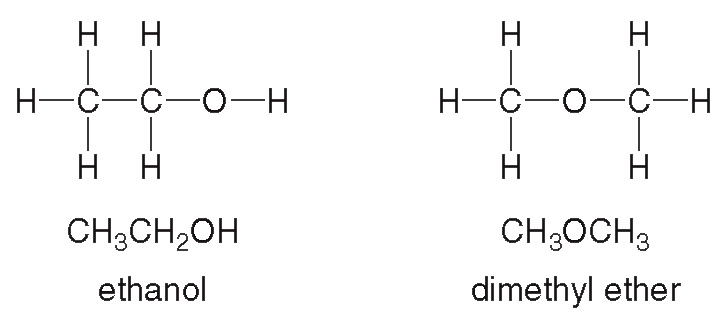 H H H H
H—C—C—O—H H—C—O—C—H
H H H H
CH₃CH₂OH CH₃OCH₃
ethanol dimethyl ether